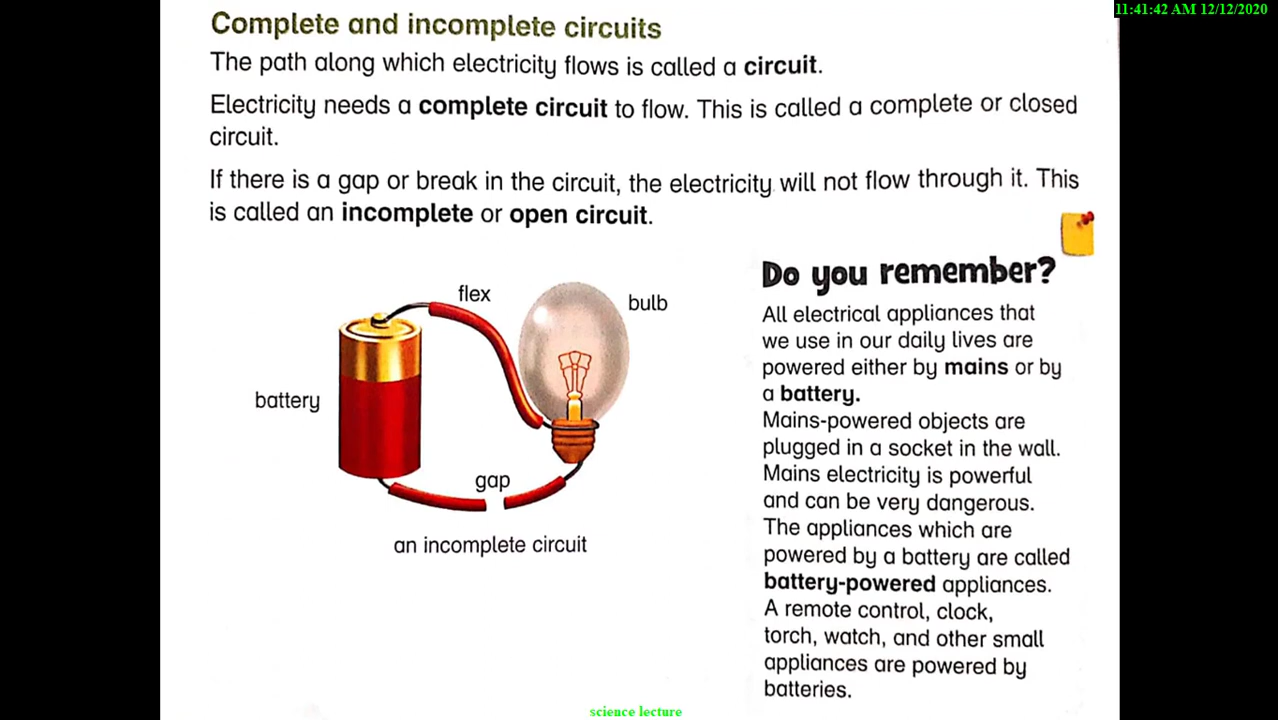 11:41:42 AM 12/12/2020
Complete and incomplete circuits
The path along which electricity flows is called a circuit.
Electricity needs a complete circuit to flow. This is called a complete or closed
circuit.
If there is a gap or break in the circuit, the electricity will not flow through it. This
is called an incomplete or open circuit.
flex
bulb
battery
gap
an incomplete circuit
Do you remember?
All electrical appliances that
we use in our daily lives are
powered either by mains or by
a battery.
Mains-powered objects are
plugged in a socket in the wall.
Mains electricity is powerful
and can be very dangerous.
The appliances which are
powered by a battery are called
battery-powered appliances.
A remote control, clock,
torch, watch, and other small
appliances are powered by
batteries.
science lecture